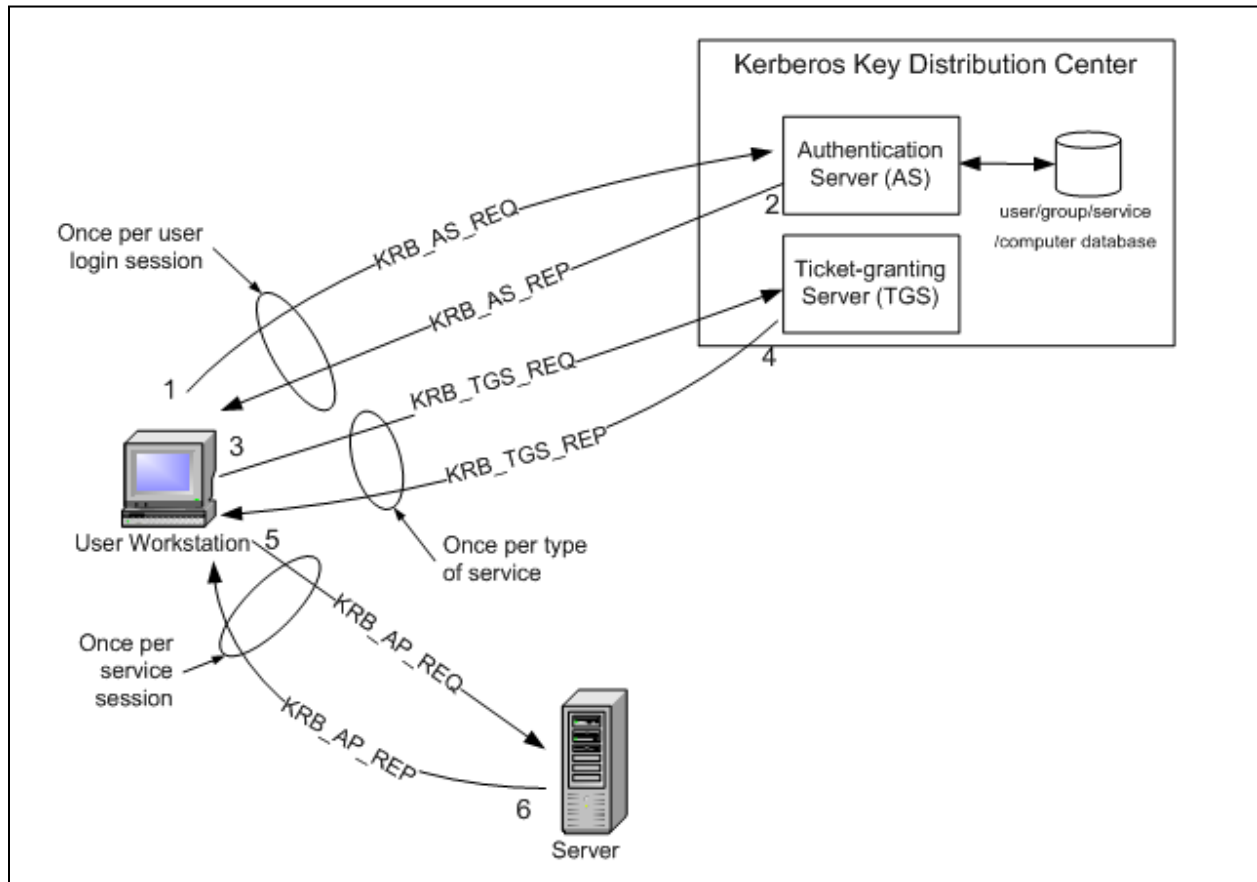 Kerberos Key Distribution Center
Authentication
Server (AS)
user/group/service
/computer database
2
Ticket-granting
Server (TGS)
4
Once per user
login session
KRB_AS_REQ
KRB_AS_REP
1
KRB_TGS_REQ
3
KRB_TGS_REP
User Workstation
5
Once per type
of service
Once per
service
session
KRB_AP_REQ
KRB_AP_REP
6
Server